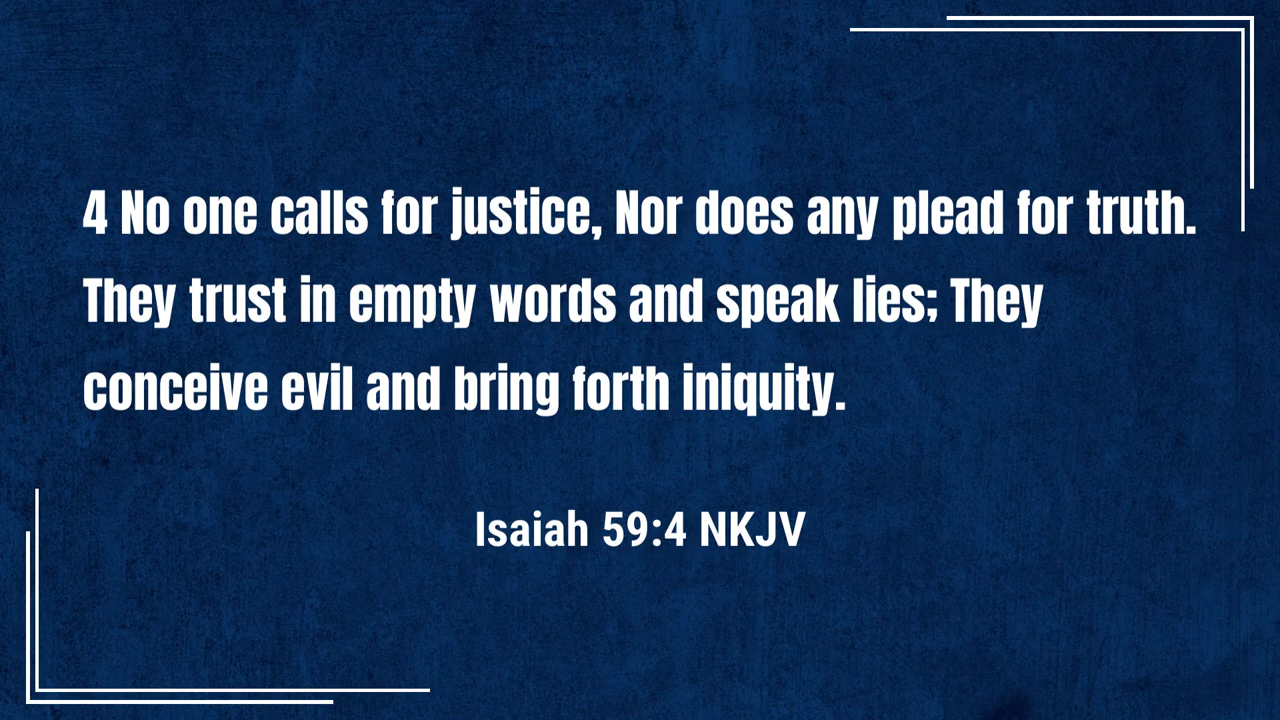 4 No one calls for justice, Nor does any plead for truth.
They trust in empty words and speak lies; They
conceive evil and bring forth iniquity.
Isaiah 59:4 NKJV